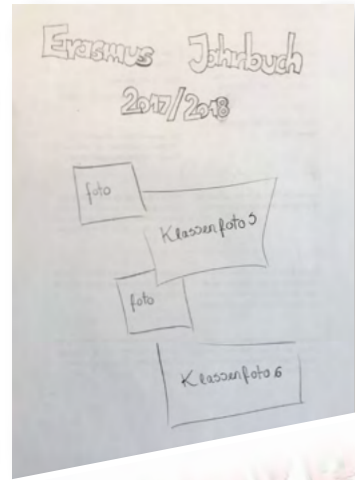 Erasmus Jahrbuch
2017/2018
foto
Klassenfoto 5
foto
Klassenfoto 6